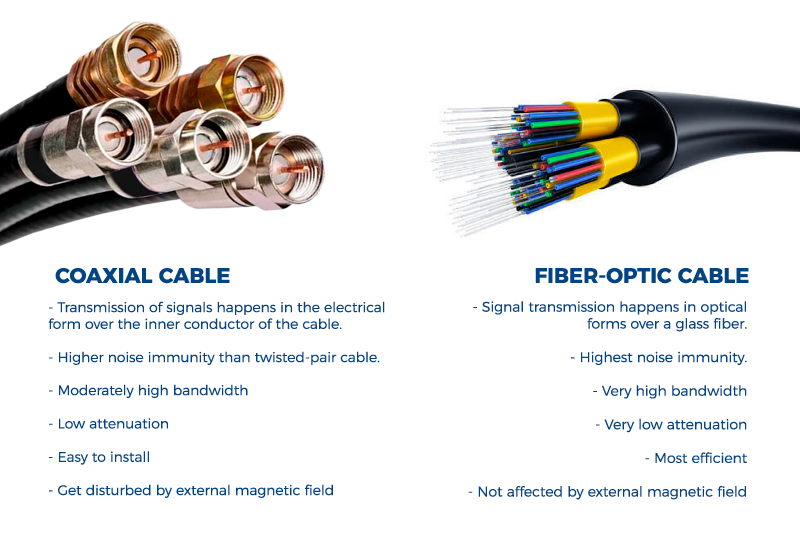 COAXIAL CABLE
- Transmission of signals happens in the electrical
form over the inner conductor of the cable.
- Higher noise immunity than twisted-pair cable.
- Moderately high bandwidth
- Low attenuation
- Easy to install
- Get disturbed by external magnetic field
FIBER-OPTIC CABLE
- Signal transmission happens in optical
forms over a glass fiber.
- Highest noise immunity.
- Very high bandwidth
- Very low attenuation
- Most efficient
- Not affected by external magnetic field